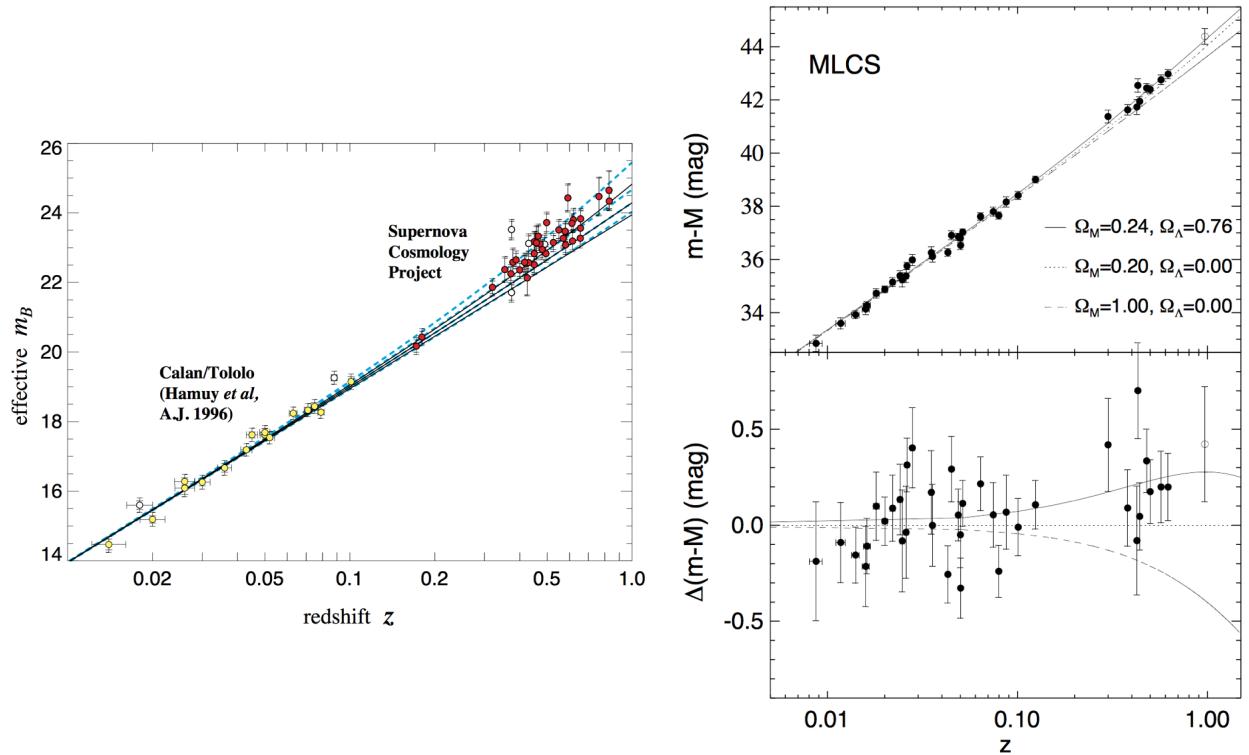 26
24
22
20
18
16
14
effective m_B
Supernova
Cosmology
Project
Calan/Tololo
(Hamuy et al,
A.J. 1996)
0.02
0.05
0.1
0.2
0.5
1.0
redshift z
MLCS
44
42
40
38
36
34
m-M (mag)
Ω_M=0.24, Ω_Λ=0.76
Ω_M=0.20, Ω_Λ=0.00
Ω_M=1.00, Ω_Λ=0.00
0.5
0.0
-0.5
Δ(m-M) (mag)
0.01
0.10
1.00
z